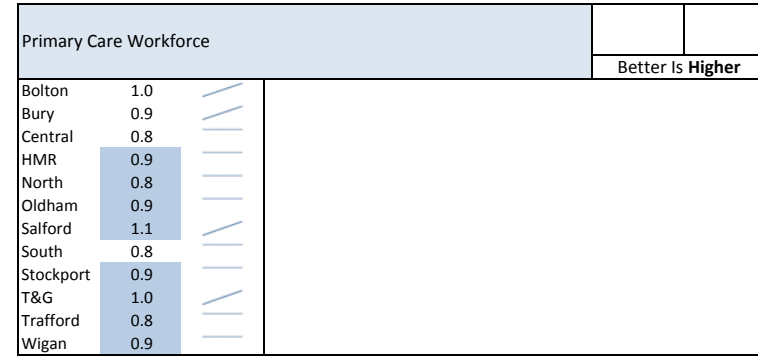 Primary Care Workforce
Better Is Higher
Bolton 1.0
Bury 0.9
Central 0.8
HMR 0.9
North 0.8
Oldham 0.9
Salford 1.1
South 0.8
Stockport 0.9
T&G 1.0
Trafford 0.8
Wigan 0.9